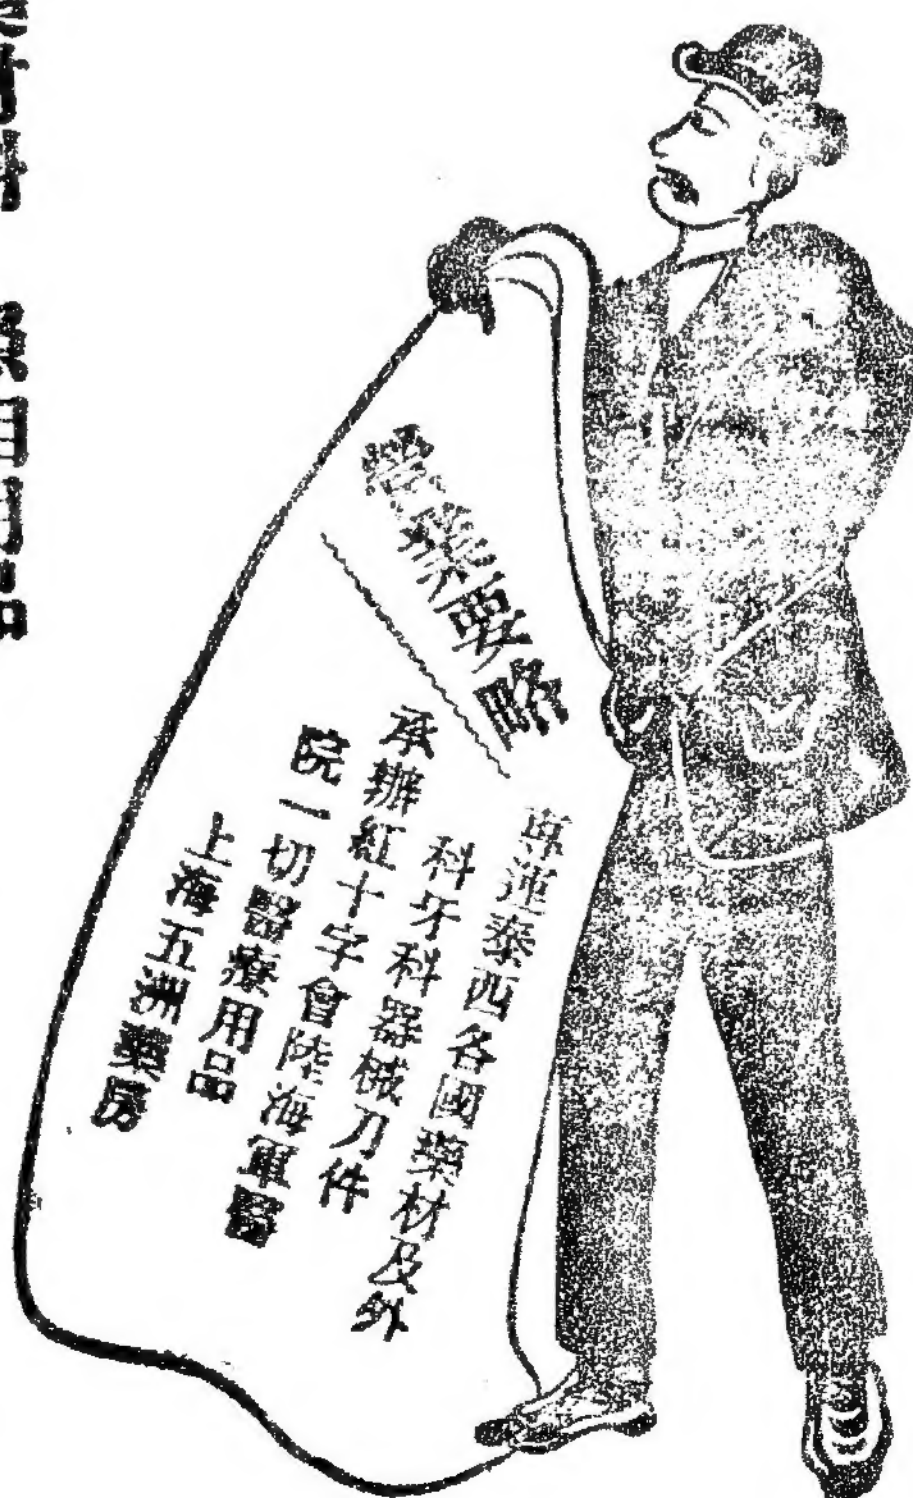 營業概略
專運泰西各國藥材及外
科牙科器械刀件
承辦紅十字會陸海軍醫
院一切醫療用品
上海五洲藥房